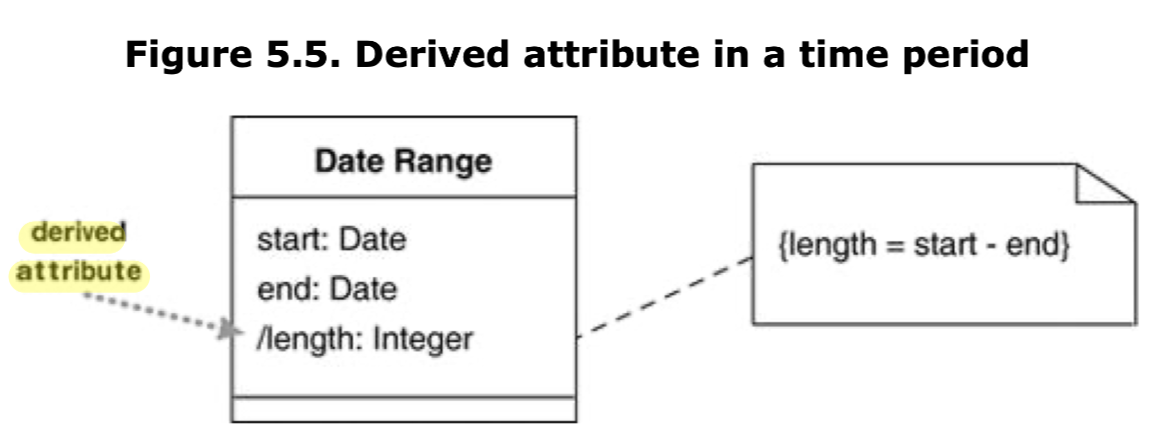 Figure 5.5. Derived attribute in a time period
Date Range
derived
attribute
start: Date
end: Date
/length: Integer
{length = start - end}